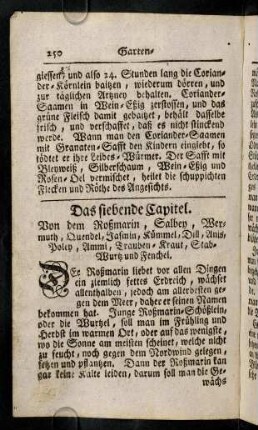 250 Garten-
giessen, und also 24. Stunden lang die Corian-
der-Körnlein baitzen, wiederum dörren, und
zur täglichen Artzney behalten. Coriander-
Saamen in Wein-Eßig zerstossen, und das
grüne Fleisch damit gebaitzet, behält dasselbe
frisch, und verschaffet, daß es nicht stinckend
werde. Wann man den Coriander-Saamen
mit Granaten-Safft den Kindern eingiebt, so
tödtet er ihre Leibes-Würmer. Der Safft mit
Bleyweiß, Silberschaum, Wein-Eßig und
Rosen-Oel vermischet, heilet die schuppichten
Flecken und Röthe des Angesichts.
Das siebende Capitel.
Von dem Roßmarin, Salbey, Wer-
muth, Quendel, Jasmin, Kümmel, Dill, Anis,
Poley, Ammi, Trauben-Kraut, Stab-
Wurtz und Fenchel.
Der Roßmarin liebet vor allen Dingen
ein ziemlich fettes Erdreich, wächset
allenthalben, jedoch am allerbesten ge-
gen dem Meer, daher er seinen Namen
bekommen hat. Junge Roßmarin-Schößlein,
oder die Wurtzel, soll man im Frühling und
Herbst im warmen Ort, oder auf das wenigste,
wo die Sonne am meisten scheinet, welche nicht
zu feucht, noch gegen dem Nordwind gelegen,
setzen und pflantzen. Dann der Roßmarin kan
gar keine Kälte leiden, darum soll man die Ge-
wächs